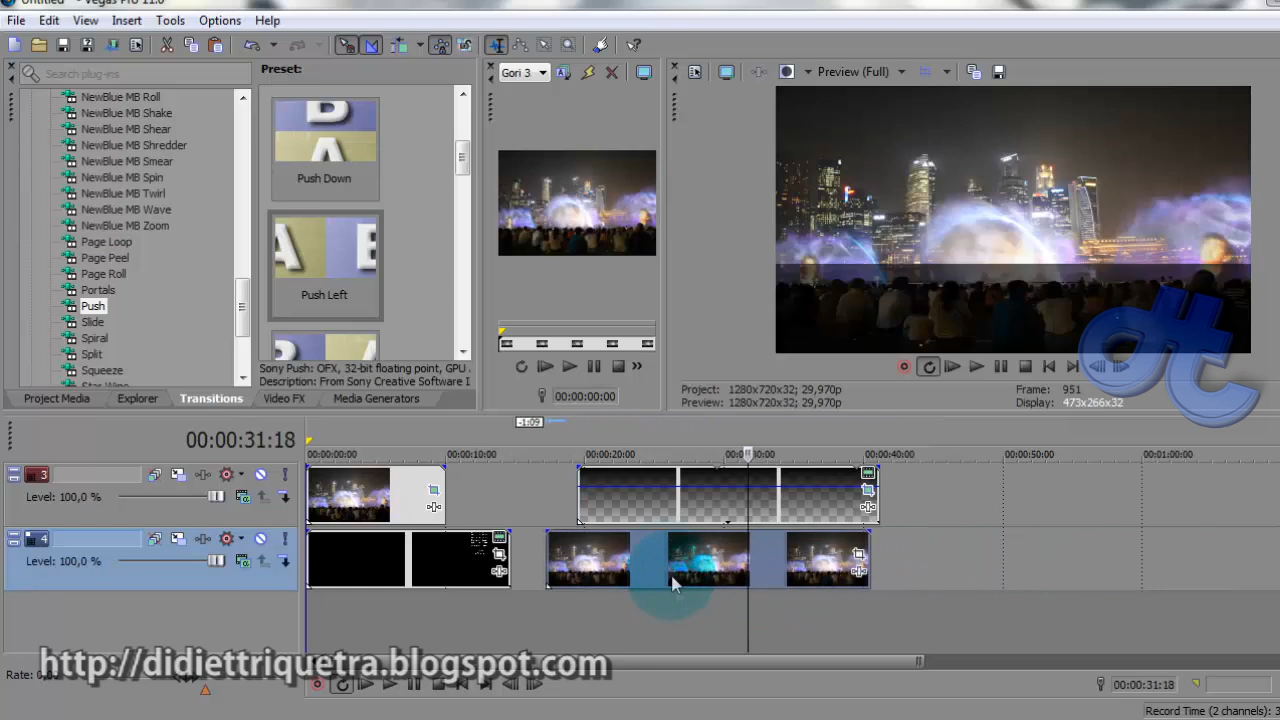 Untitled * - Vegas Pro 11.0
File Edit View Insert Tools Options Help
Search plug-ins
NewBlue MB Roll
NewBlue MB Shake
NewBlue MB Shear
NewBlue MB Shredder
NewBlue MB Smear
NewBlue MB Spin
NewBlue MB Twirl
NewBlue MB Wave
NewBlue MB Zoom
Page Loop
Page Peel
Page Roll
Portals
Push
Slide
Spiral
Split
Squeeze
Star Wipe
Preset:
B
A
Push Down
A
Push Left
Sony Push: OFX, 32-bit floating point, GPU
Description: From Sony Creative Software I
Project Media Explorer Transitions Video FX Media Generators
Gori 3
00:00:00:00
Preview (Full)
Project: 1280x720x32; 29,970p
Preview: 1280x720x32; 29,970p
Frame: 951
Display: 473x266x32
-1:09
00:00:31:18
00:00:00:00 00:00:10:00 00:00:20:00 00:00:40:00 00:00:50:00 00:01:00:00
3
Level: 100,0 %
4
Level: 100,0 %
http://didiettriquetra.blogspot.com
Rate:
00:00:31:18
Record Time (2 channels): 3